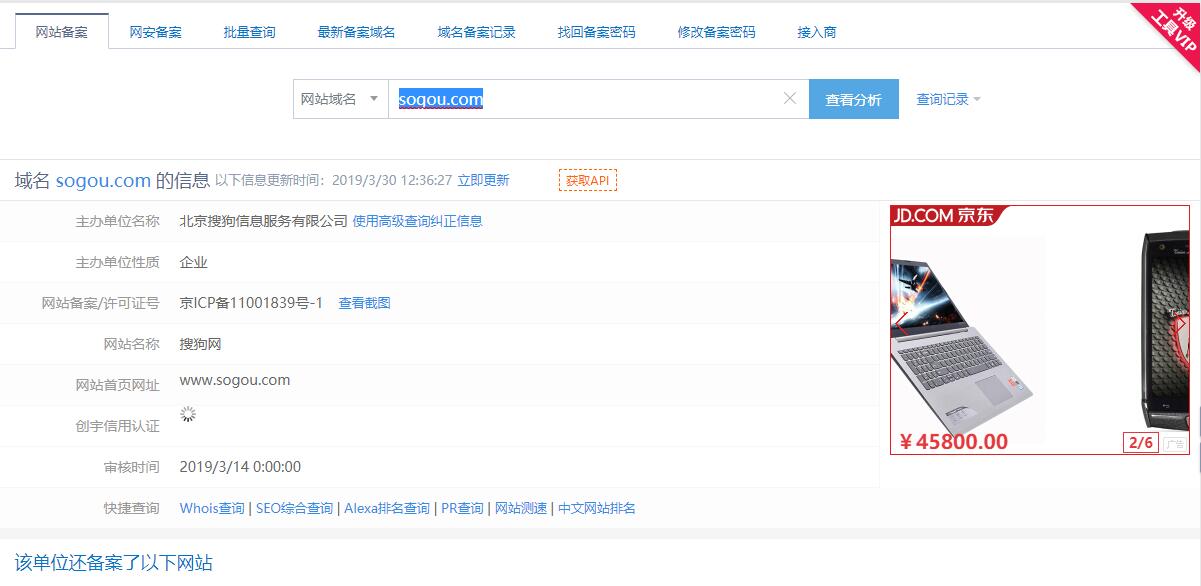 网站备案 网安备案 批量查询 最新备案域名 域名备案记录 找回备案密码 修改备案密码 接入商
升级
工具VIP
网站域名 sogou.com 查看分析 查询记录
域名 sogou.com 的信息 以下信息更新时间：2019/3/30 12:36:27 立即更新 获取API
主办单位名称 北京搜狗信息服务有限公司 使用高级查询纠正信息
JD.COM 京东
主办单位性质 企业
网站备案/许可证号 京ICP备11001839号-1 查看截图
网站名称 搜狗网
网站首页网址 www.sogou.com
创宇信用认证
¥45800.00 2/6 广告
审核时间 2019/3/14 0:00:00
快捷查询 Whois查询 | SEO综合查询 | Alexa排名查询 | PR查询 | 网站测速 | 中文网站排名
该单位还备案了以下网站